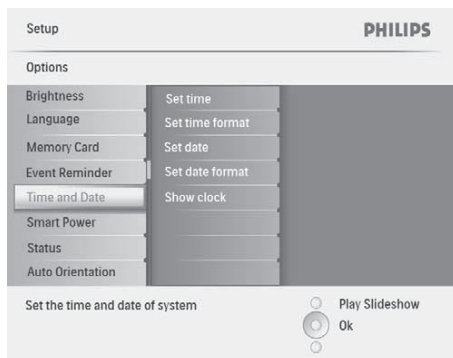 Setup
PHILIPS
Options
Brightness
Language
Memory Card
Event Reminder
Time and Date
Smart Power
Status
Auto Orientation
Set time
Set time format
Set date
Set date format
Show clock
Set the time and date of system
Play Slideshow
Ok